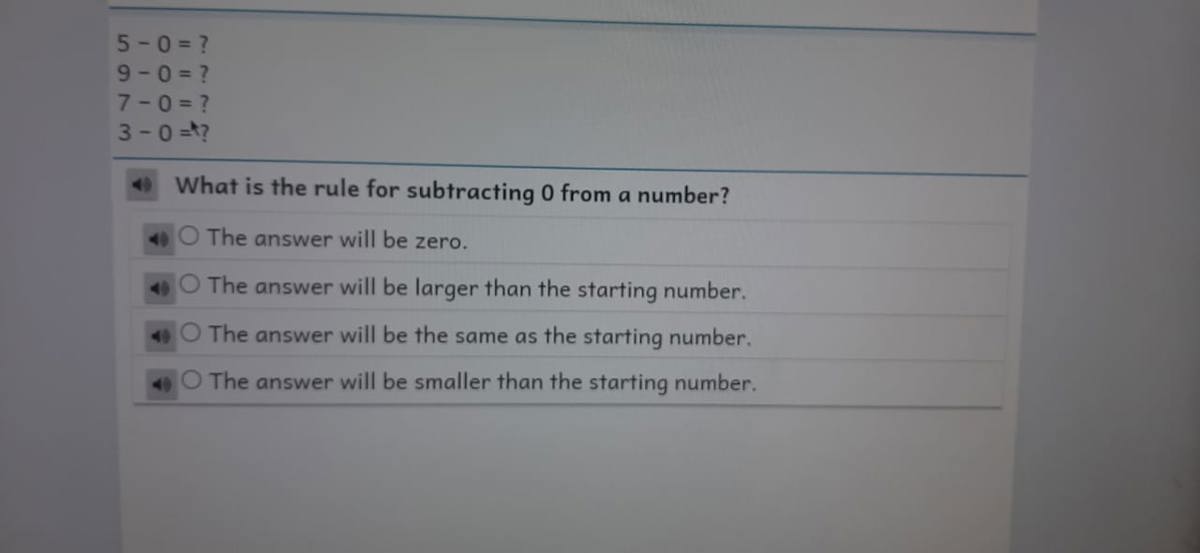 5 - 0 = ?
9 - 0 = ?
7 - 0 = ?
3 - 0 = ?
What is the rule for subtracting 0 from a number?
The answer will be zero.
The answer will be larger than the starting number.
The answer will be the same as the starting number.
The answer will be smaller than the starting number.